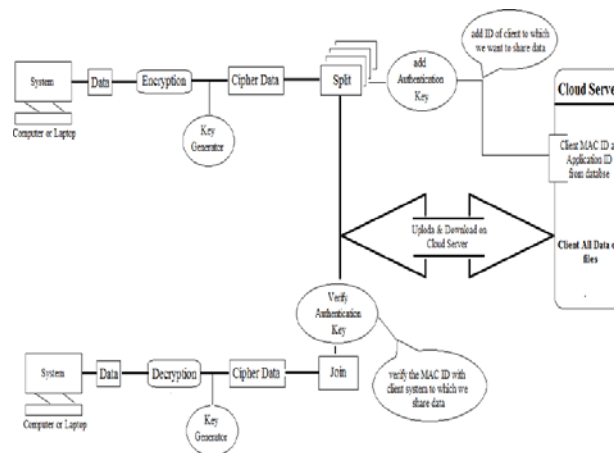 System
Data
Encryption
Cipher Data
Split
add
Authentication
Key
add ID of client to which
we want to share data
Computer or Laptop
Key
Generator
Cloud Serve
Client MAC ID a
Application ID
from databse
Uploda & Download on
Cloud Server
Client All Data o
files
Verify
Authentication
Key
System
Data
Decryption
Cipher Data
Join
verify the MAC ID with
client system to which we
share data
Computer or Laptop
Key
Generator